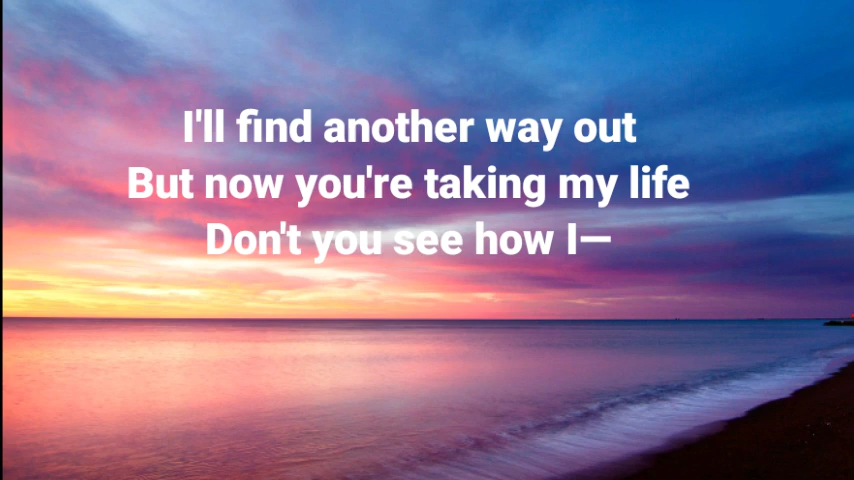 I'll find another way out
But now you're taking my life
Don't you see how I—